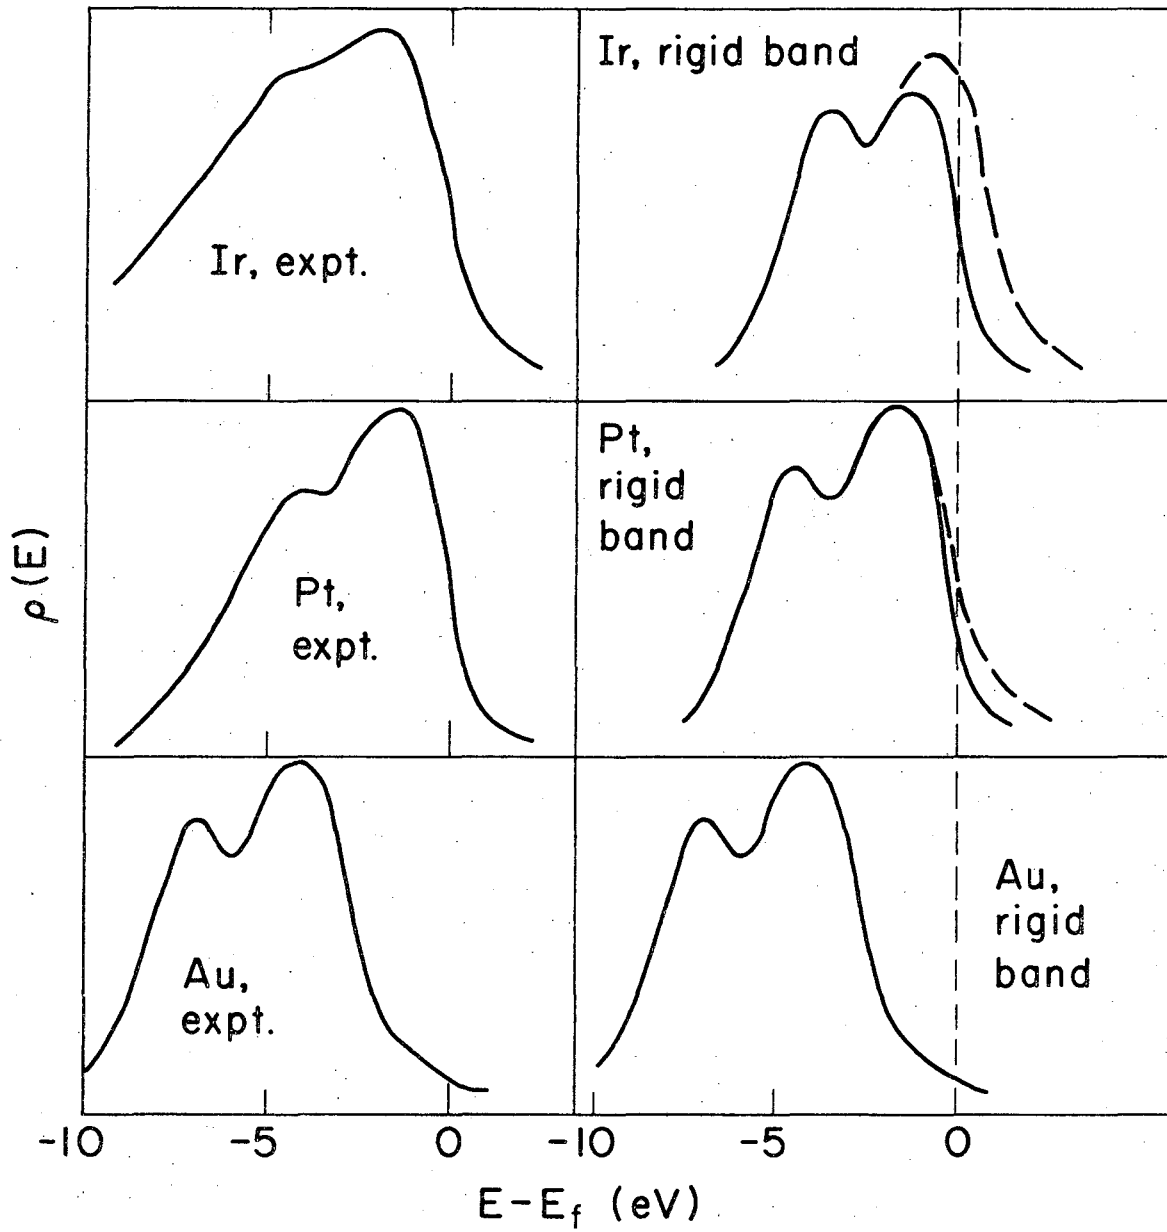 Ir, expt.
Ir, rigid band
Pt,
expt.
Pt,
rigid
band
Au,
expt.
Au,
rigid
band
ρ(E)
-10 -5 0 -10 -5 0
E-E_f (eV)